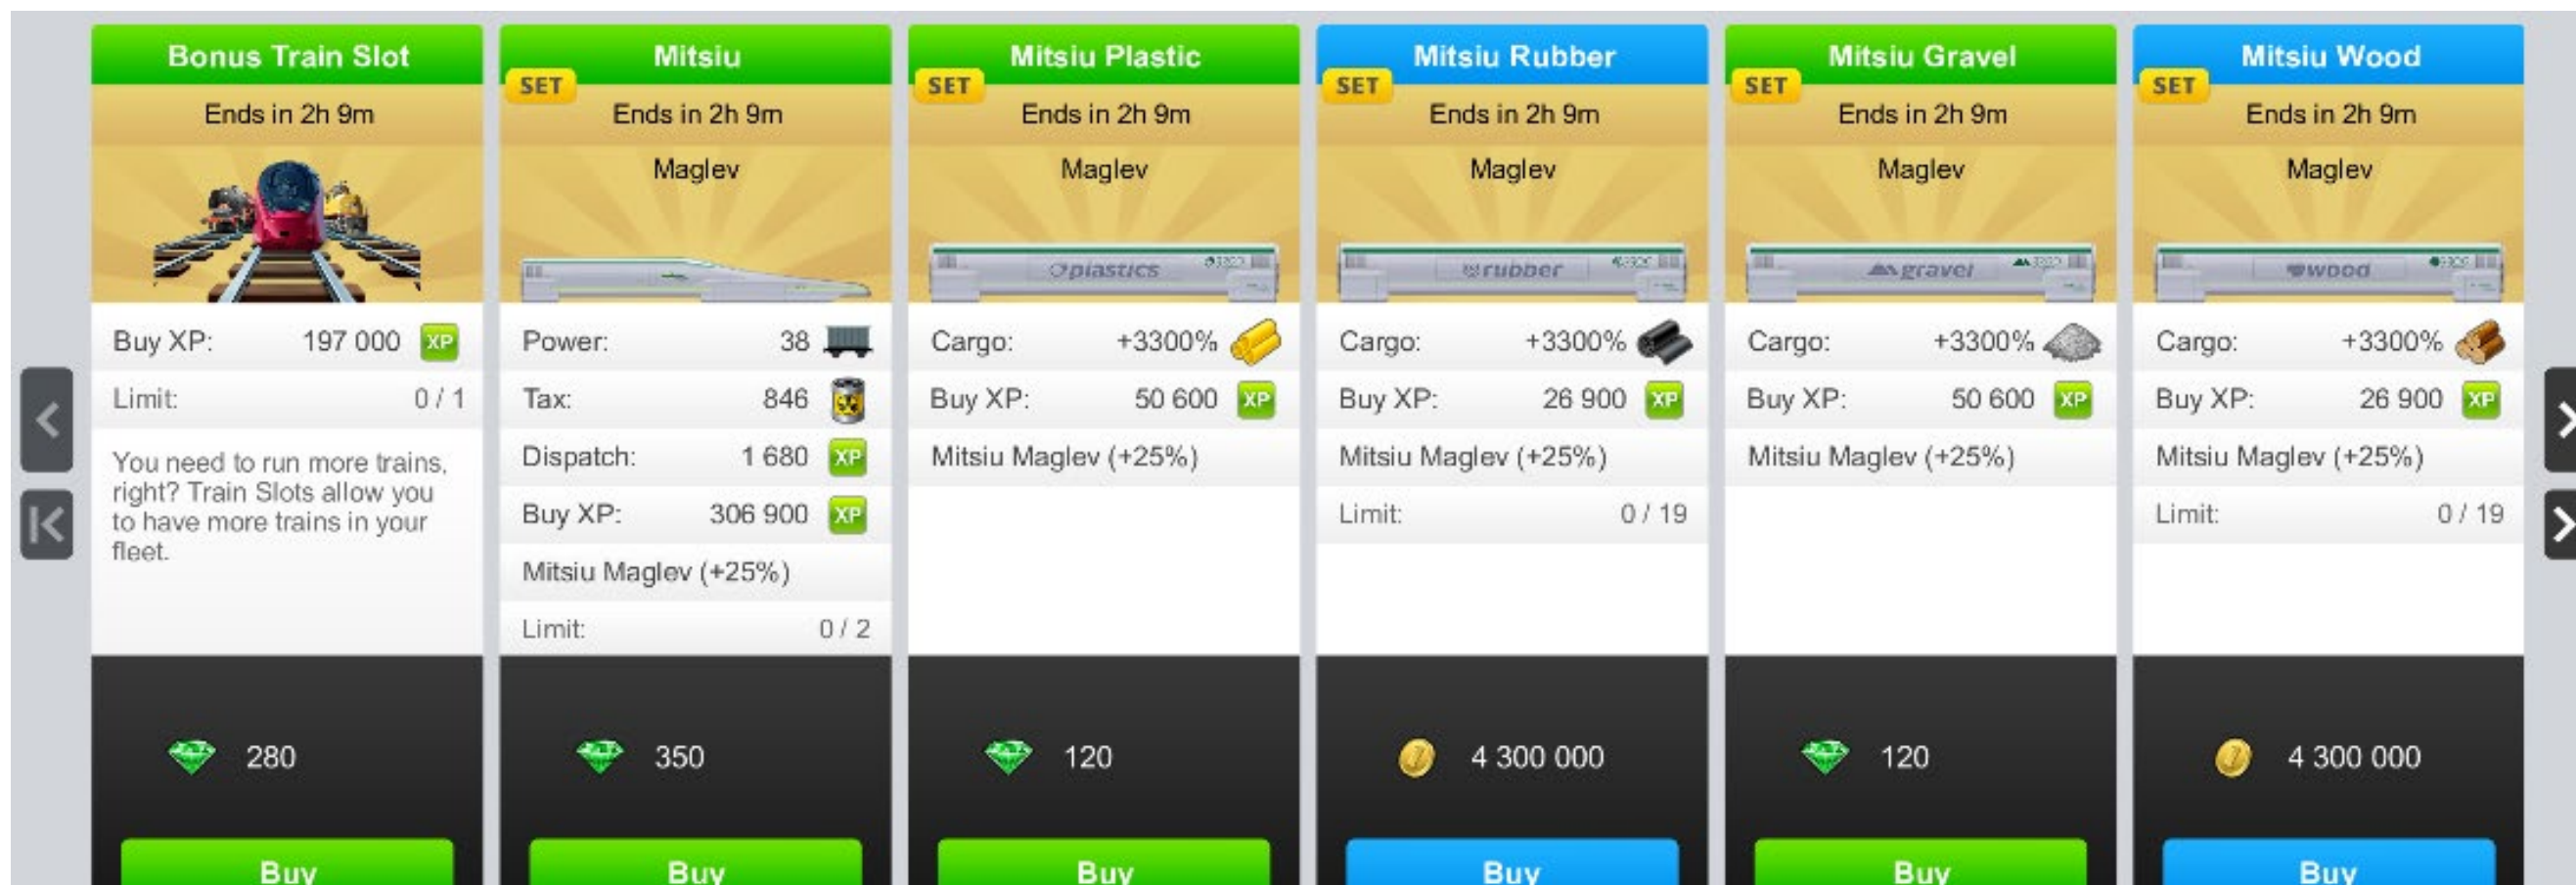 Bonus Train Slot
Ends in 2h 9m
Buy XP: 197 000 XP
Limit: 0 / 1
You need to run more trains,
right? Train Slots allow you
to have more trains in your
fleet.
280
Buy
Mitsiu
SET
Ends in 2h 9m
Maglev
Power: 38
Tax: 846
Dispatch: 1 680 XP
Buy XP: 306 900 XP
Mitsiu Maglev (+25%)
Limit: 0 / 2
350
Buy
Mitsiu Plastic
SET
Ends in 2h 9m
Maglev
plastics
Cargo: +3300%
Buy XP: 50 600 XP
Mitsiu Maglev (+25%)
120
Buy
Mitsiu Rubber
SET
Ends in 2h 9m
Maglev
rubber
Cargo: +3300%
Buy XP: 26 900 XP
Mitsiu Maglev (+25%)
Limit: 0 / 19
4 300 000
Buy
Mitsiu Gravel
SET
Ends in 2h 9m
Maglev
gravel
Cargo: +3300%
Buy XP: 50 600 XP
Mitsiu Maglev (+25%)
120
Buy
Mitsiu Wood
SET
Ends in 2h 9m
Maglev
wood
Cargo: +3300%
Buy XP: 26 900 XP
Mitsiu Maglev (+25%)
Limit: 0 / 19
4 300 000
Buy